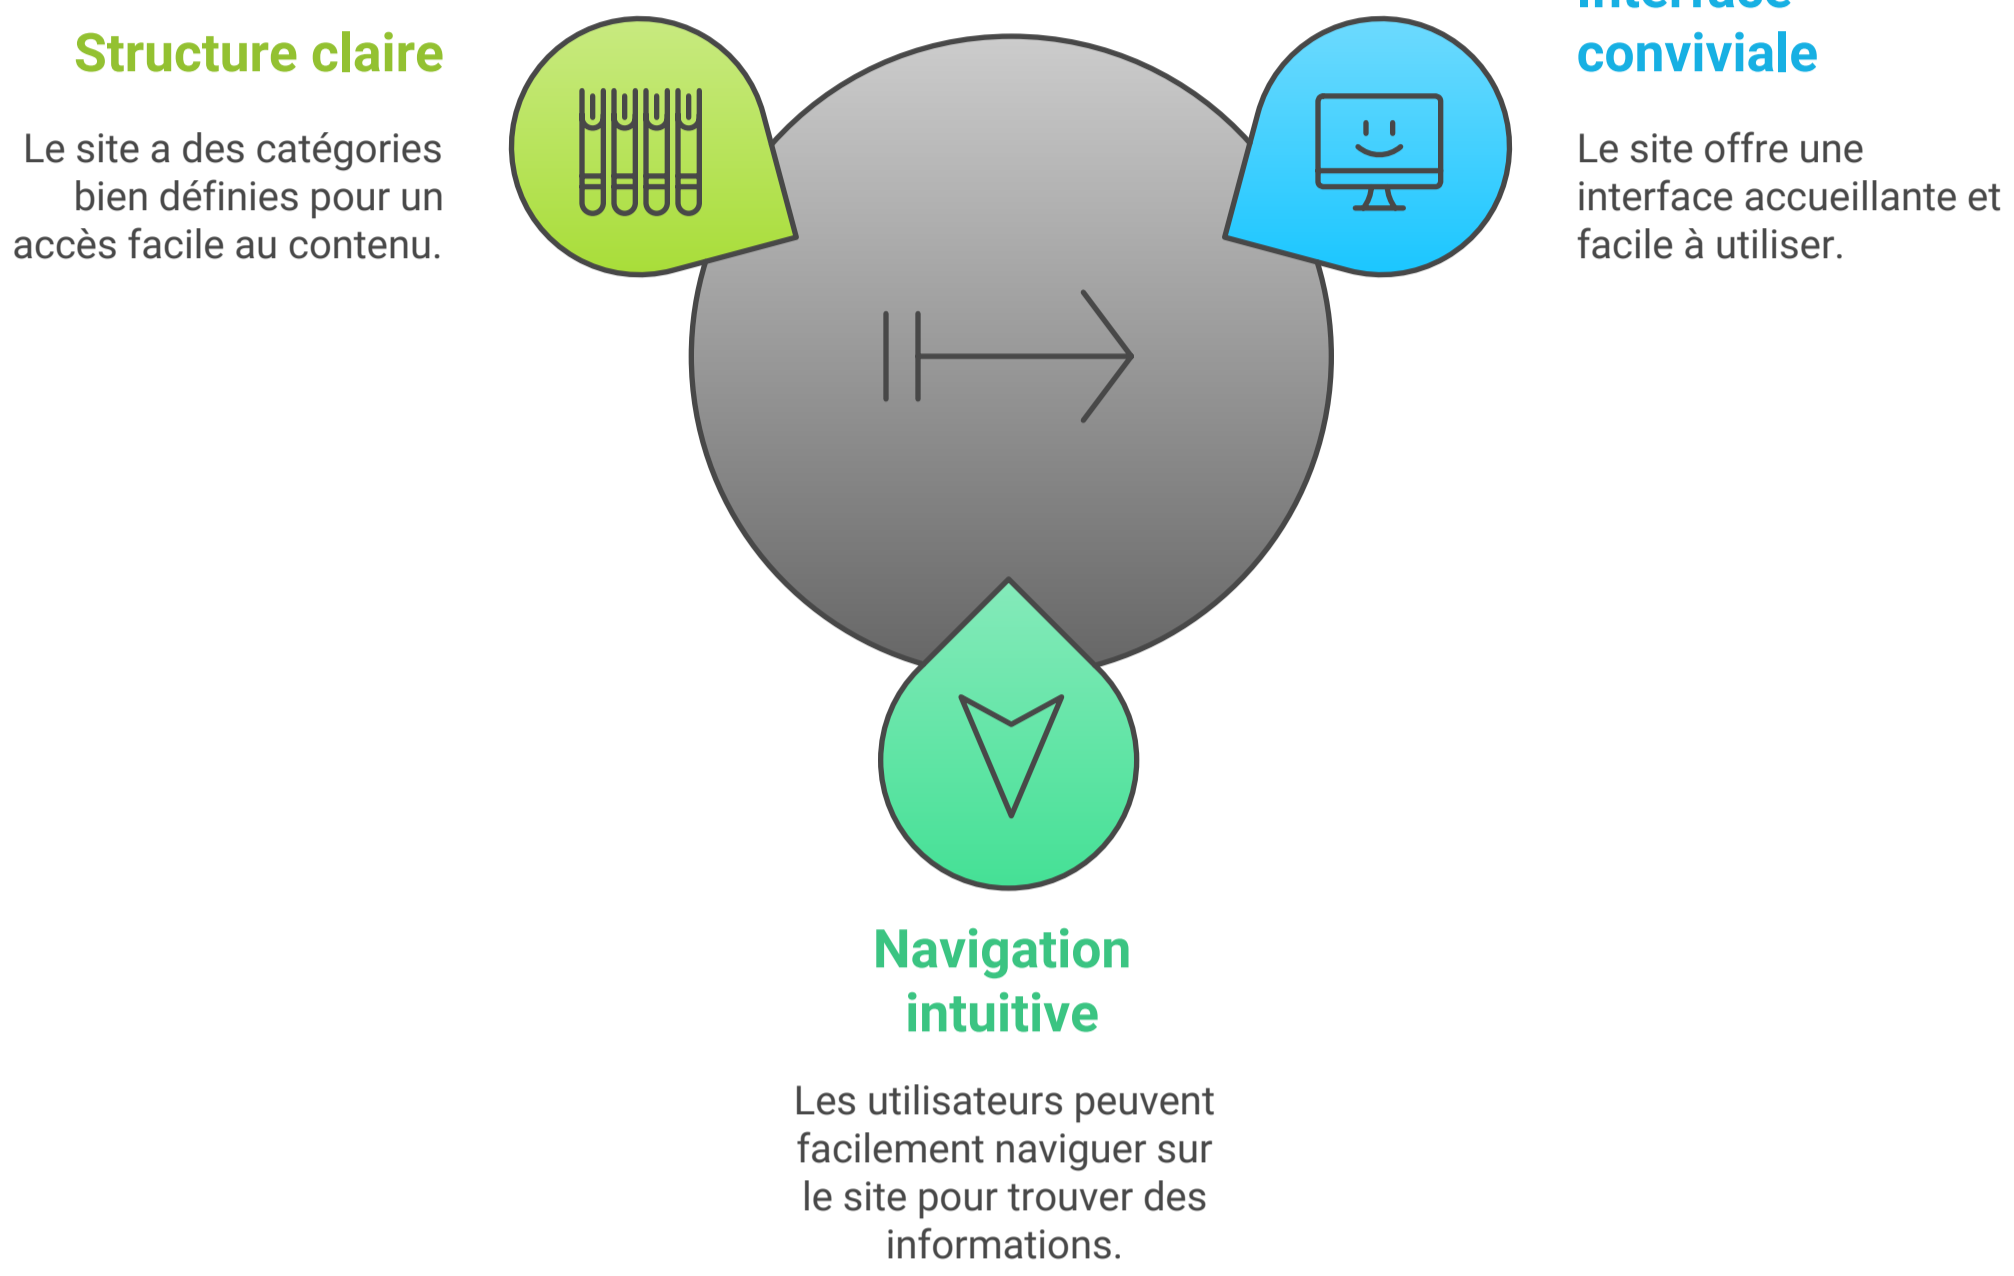 Structure claire
Le site a des catégories
bien définies pour un
accès facile au contenu.
Interface
conviviale
Le site offre une
interface accueillante et
facile à utiliser.
Navigation
intuitive
Les utilisateurs peuvent
facilement naviguer sur
le site pour trouver des
informations.